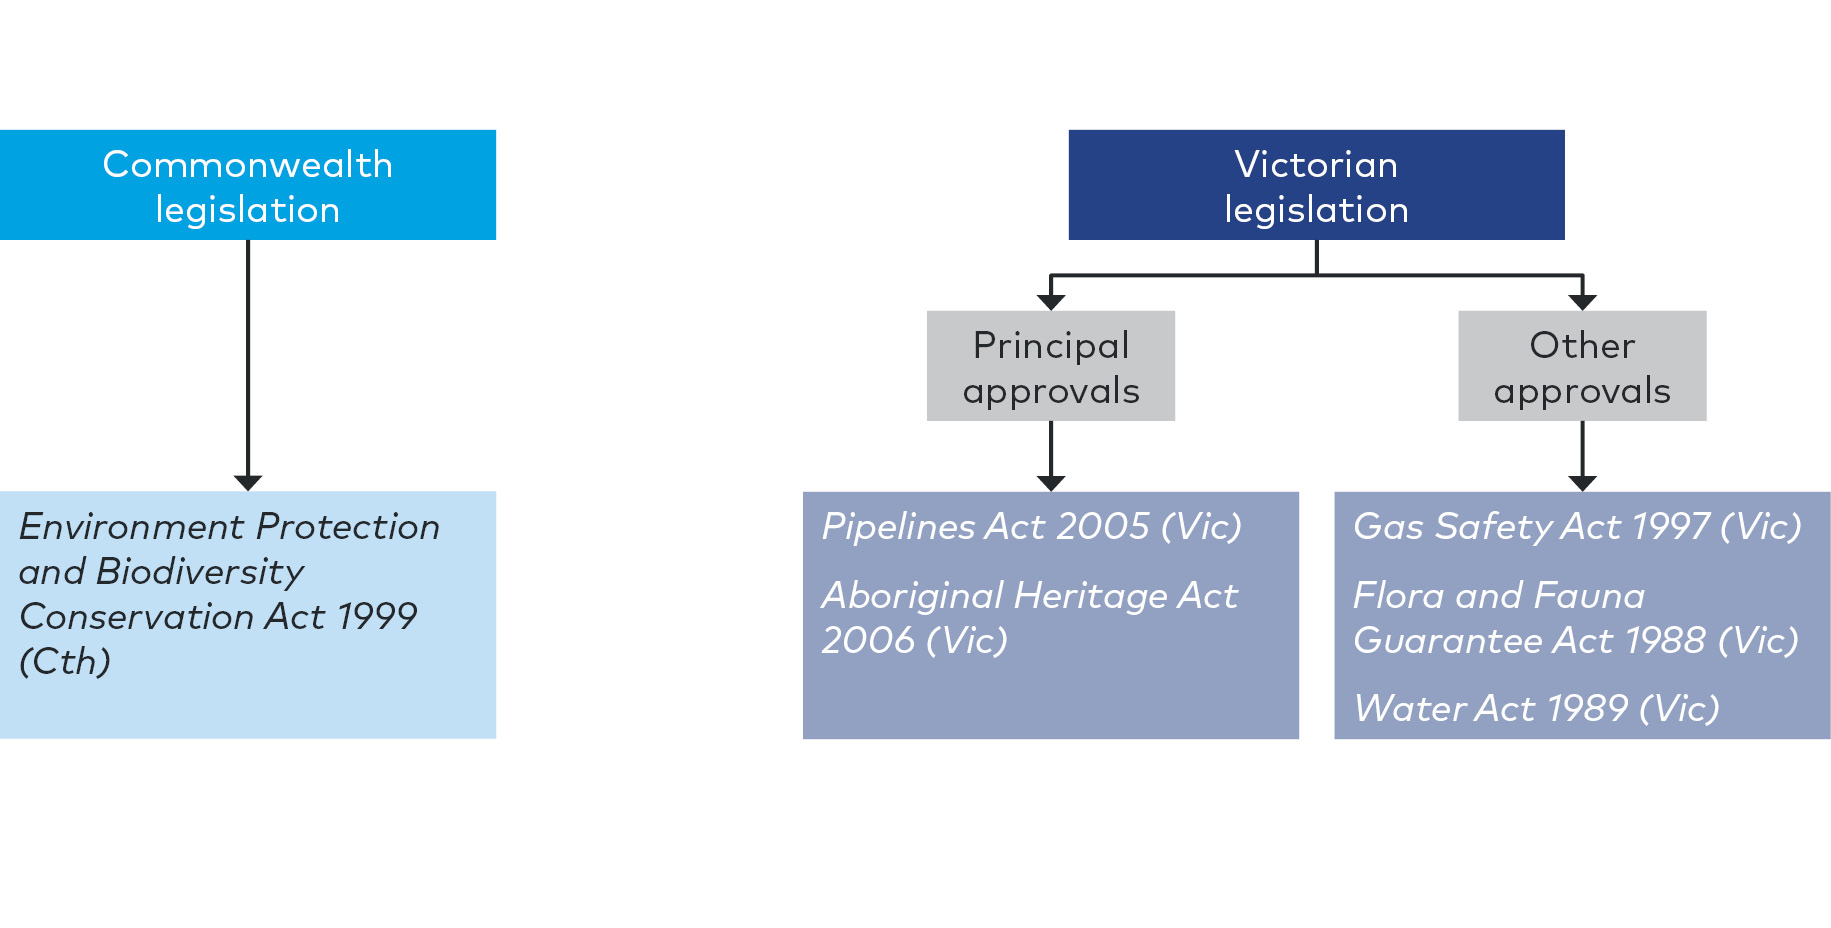 Commonwealth
legislation
Victorian
legislation
Principal
approvals
Other
approvals
Environment Protection
and Biodiversity
Conservation Act 1999
(Cth)
Pipelines Act 2005 (Vic)
Aboriginal Heritage Act
2006 (Vic)
Gas Safety Act 1997 (Vic)
Flora and Fauna
Guarantee Act 1988 (Vic)
Water Act 1989 (Vic)